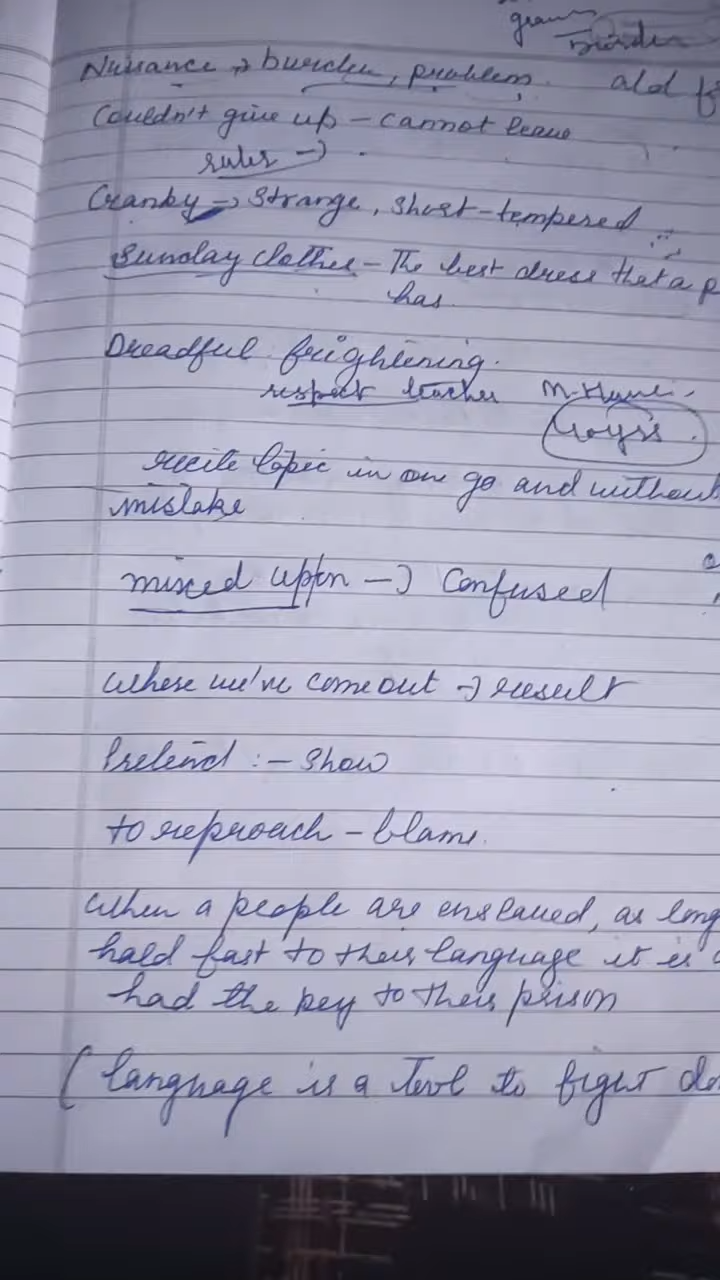 gram
Burden
Nuisance → burden, problem. old f
Couldn't give up - cannot leave
rules →
Cranky → Strange, Short-tempered
Sunday clothes - The best dress that a p
has
Dreadful frightening.
respect teacher M. Hamel.
recite topic in one go and without
mistake
mixed up → Confused
where we've come out → result
Pretend :- Show
to reproach - blame.
When a people are enslaved, as long
hold fast to their language it is a
had the key to their prison
(language is a tool to fight do